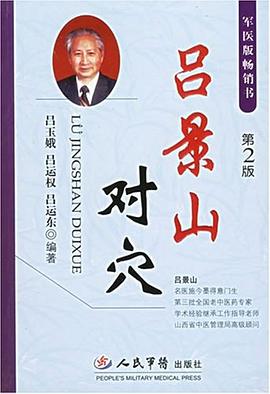 军医版畅销书
第2版
吕景山
对穴
LÜ JINGSHAN DUIXUE
吕玉娥 吕运权 吕运东◎编著
吕景山
名医施今墨得意门生
第三批全国老中医药专家
学术经验继承工作指导老师
山西省中医管理局高级顾问
人民军医出版社
PEOPLE'S MILITARY MEDICAL PRESS